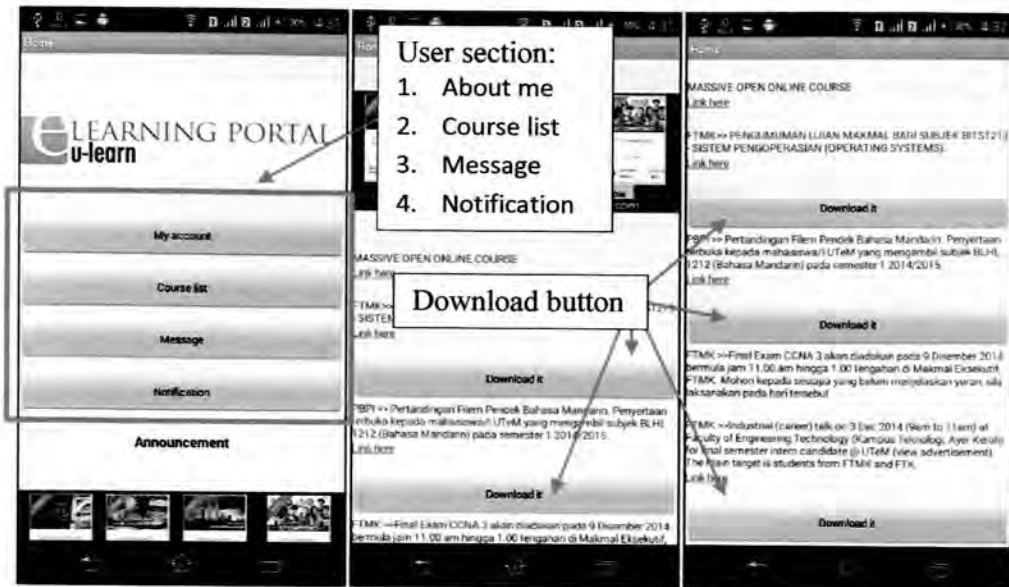 Home
eLEARNING PORTAL
u-learn
My account
Course list
Message
Notification
Announcement
User section:
1. About me
2. Course list
3. Message
4. Notification
MASSIVE OPEN ONLINE COURSE
Link here
Download button
Link here
Download it
PBPI >> Pertandingan Filem Pendek Bahasa Mandarin. Penyertaan
terbuka kepada mahasiswa/i UTeM yang mengambil subjek BLHL
1212 (Bahasa Mandarin) pada semester 1 2014/2015.
Link here
Download it
FTMK >>Final Exam CCNA 3 akan diadakan pada 9 Disember 2014
bermula jam 11.00 am hingga 1.00 tengahari di Makmal Eksekutif,
Home
MASSIVE OPEN ONLINE COURSE
Link here
FTMK>> PENGUMUMAN UJIAN MAKMAL BAGI SUBJEK BITS1213
- SISTEM PENGOPERASIAN (OPERATING SYSTEMS).
Link here
Download it
PBPI >> Pertandingan Filem Pendek Bahasa Mandarin. Penyertaan
terbuka kepada mahasiswa/i UTeM yang mengambil subjek BLHL
1212 (Bahasa Mandarin) pada semester 1 2014/2015.
Link here
Download it
FTMK >>Final Exam CCNA 3 akan diadakan pada 9 Disember 2014
bermula jam 11.00 am hingga 1.00 tengahari di Makmal Eksekutif,
FTMK. Mohon kepada sesiapa yang belum menjelaskan yuran, sila
laksanakan pada hari tersebut
FTMK >>Industrial (career) talk on 3 Dec 2014 (9am to 11am) at
Faculty of Engineering Technology (Kampus Teknologi, Ayer Keroh)
for final semester intern candidate @ UTeM (view advertisement).
The main target is students from FTMK and FTK.
Link here
Download it